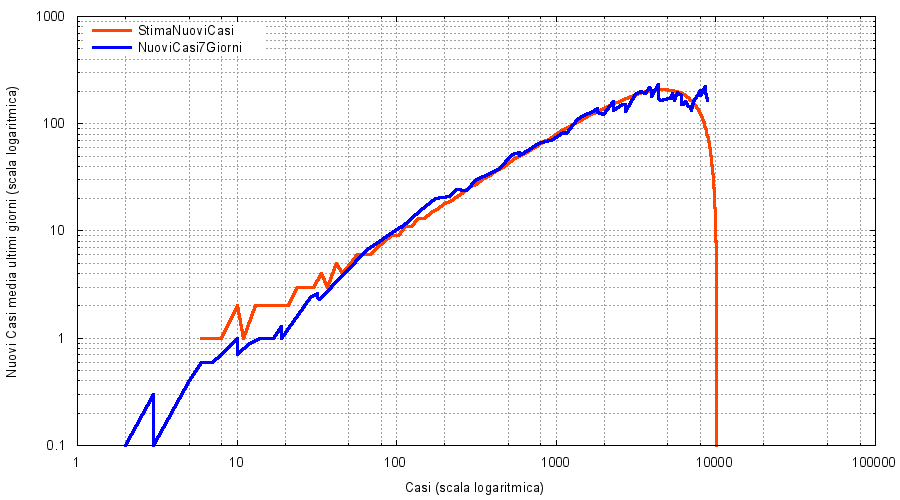 1000
100
10
1
0.1
StimaNuoviCasi
NuoviCasi7Giorni
Nuovi Casi media ultimi giorni (scala logaritmica)
1 10 100 1000 10000 100000
Casi (scala logaritmica)